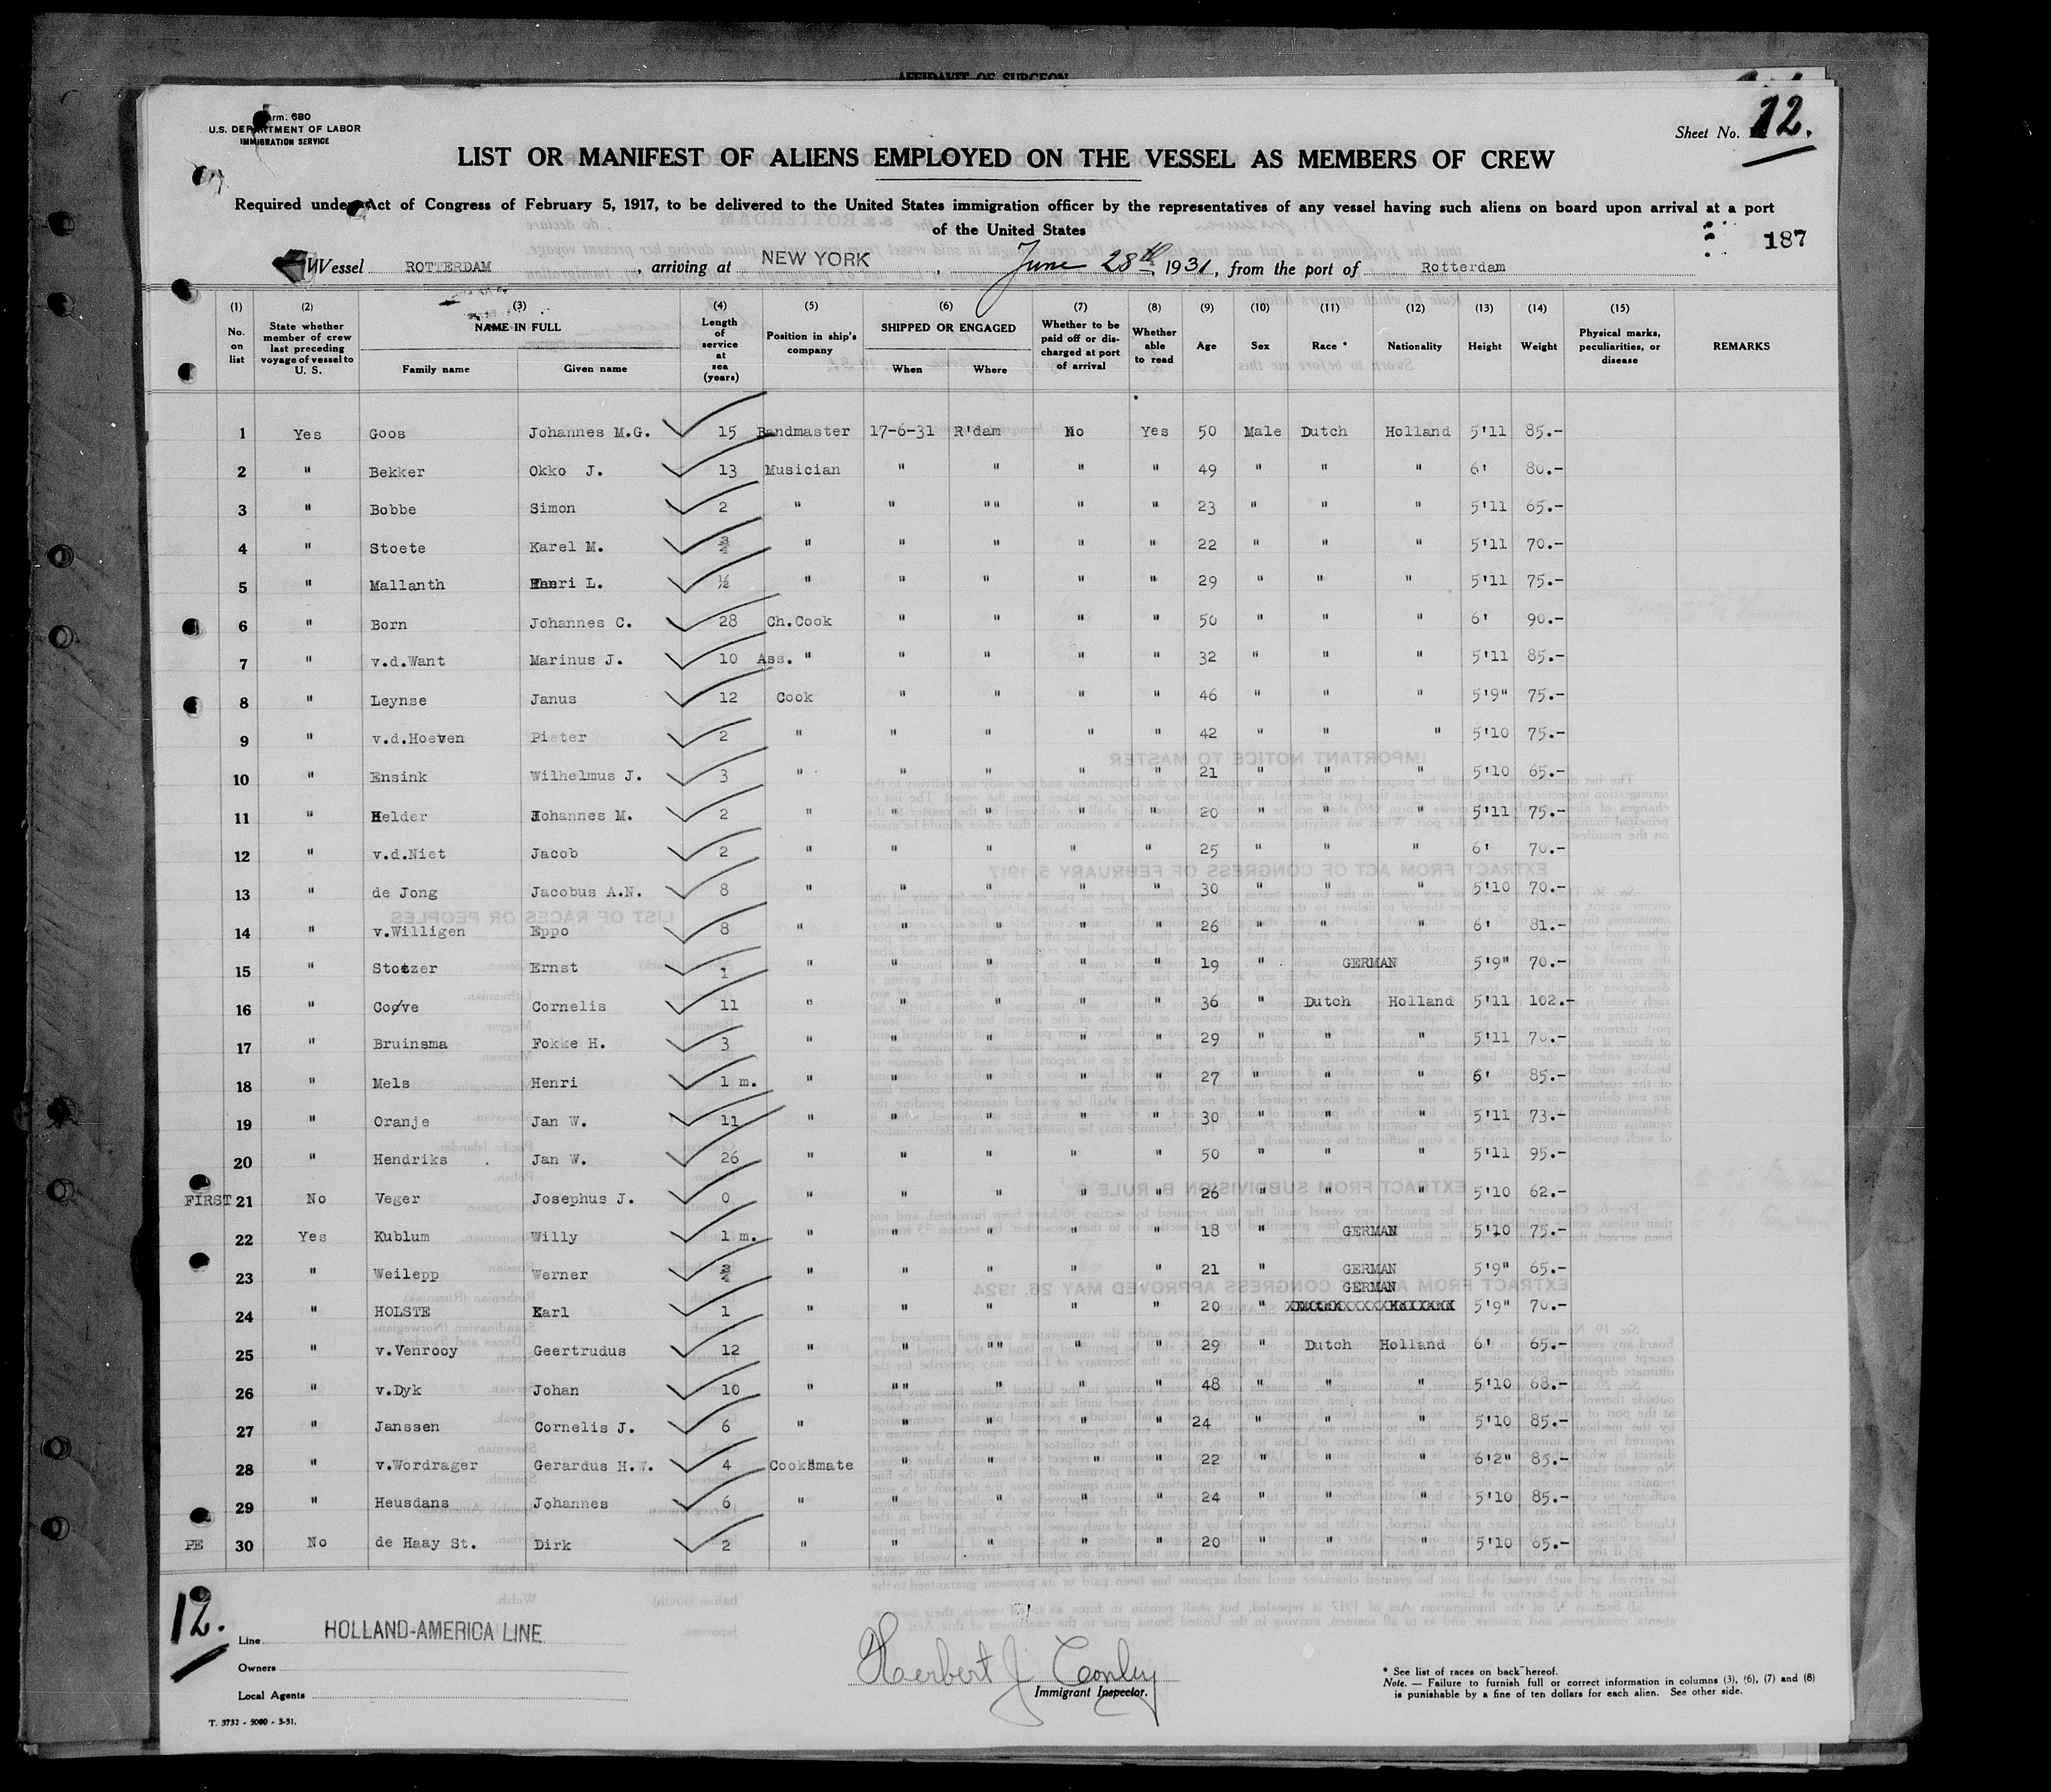 AFFIDAVIT OF SURGEON
Form. 680
U.S. DEPARTMENT OF LABOR
IMMIGRATION SERVICE
Sheet No. 12.
LIST OR MANIFEST OF ALIENS EMPLOYED ON THE VESSEL AS MEMBERS OF CREW
Required under Act of Congress of February 5, 1917, to be delivered to the United States immigration officer by the representatives of any vessel having such aliens on board upon arrival at a port
of the United States
187
Vessel ROTTERDAM, arriving at NEW YORK, June 28th 1931, from the port of Rotterdam
(1) (2) (3) (4) (5) (6) (7) (8) (9) (10) (11) (12) (13) (14) (15)
No. on list State whether member of crew last preceding voyage of vessel to U. S. NAME IN FULL Family name Given name Length of service at sea (years) Position in ship's company SHIPPED OR ENGAGED When Where Whether to be paid off or discharged at port of arrival Whether able to read Age Sex Race * Nationality Height Weight Physical marks, peculiarities, or disease REMARKS
1 Yes Goos Johannes M.G. 15 Bandmaster 17-6-31 R'dam No Yes 50 Male Dutch Holland 5'11 85.-
2 " Bekker Okko J. 13 Musician " " " " 49 " " " 6' 80.-
3 " Bobbe Simon 2 " " "" " " 23 " " " 5'11 65.-
4 " Stoete Karel M. " " " " " 22 " " " 5'11 70.-
5 " Mallanth Henri L. ½ " " " " " 29 " " " 5'11 75.-
6 " Born Johannes C. 28 Ch.Cook " " " " 50 " " " 6' 90.-
7 " v.d.Want Marinus J. 10 Ass. " " " " " 32 " " " 5'11 85.-
8 " Leynse Janus 12 Cook " " " " 46 " " " 5'9" 75.-
9 " v.d.Hoeven Pieter 2 " " " " " 42 " " " 5'10 75.-
10 " Ensink Wilhelmus J. 3 " " " " " 21 " " " 5'10 65.-
11 " Helder Johannes M. 2 " " " " " 20 " " " 5'11 75.-
12 " v.d.Niet Jacob 2 " " " " " 25 " " " 6' 70.-
13 " de Jong Jacobus A.N. 8 " " " " " 30 " " " 5'10 70.-
14 " v.Willigen Eppo 8 " " " " " 26 " " " 6' 81.-
15 " Stoezer Ernst 1 " " " " " 19 " GERMAN 5'9" 70.-
16 " Cove Cornelis 11 " " " " " 36 " Dutch Holland 5'11 102.-
17 " Bruinsma Fokke H. 3 " " " " " 29 " " " 5'11 70.-
18 " Mels Henri 1 m. " " " " " 27 " " " 6' 85.-
19 " Oranje Jan W. 11 " " " " " 30 " " " 5'11 73.-
20 " Hendriks Jan W. 26 " " " " " 50 " " " 5'11 95.-
FIRST 21 No Veger Josephus J. 0 " " " " " 26 " " " 5'10 62.-
22 Yes Kublum Willy 1 m. " " " " " 18 " GERMAN 5'10 75.-
23 " Weilepp Werner " " " " " 21 " GERMAN 5'9" 65.-
24 " HOLSTE Karl 1 " " " " " 20 " GERMAN 5'9" 70.-
25 " v.Venrooy Geertrudus 12 " " "" " " 29 " Dutch Holland 6' 65.-
26 " v.Dyk Johan 10 " "" " " " 48 " " " 5'10 68.-
27 " Janssen Cornelis J. 6 " " " " " 24 " " " 5'10 85.-
28 " v.Wordrager Gerardus H.W. 4 Cooksmate " " " " 22 " " " 6'2" 85.-
29 " Heusdans Johannes 6 " " " " " 24 " " " 5'10 85.-
PE 30 No de Haay St. Dirk 2 " " " " " 20 " " " 5'10 65.-
12.
Line HOLLAND-AMERICA LINE
Owners
Local Agents
T. 3732 - 5000 - 3-31.
Herbert J Conley
Immigrant Inspector.
* See list of races on back hereof.
Note. — Failure to furnish full or correct information in columns (3), (6), (7) and (8)
is punishable by a fine of ten dollars for each alien. See other side.